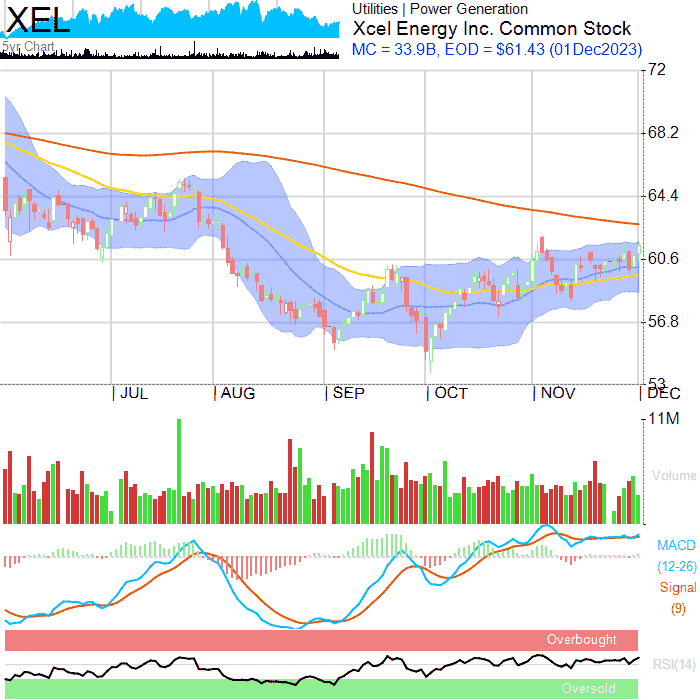 XEL
5yr Chart
Utilities | Power Generation
Xcel Energy Inc. Common Stock
MC = 33.9B, EOD = $61.43 (01Dec2023)
72
68.2
64.4
60.6
56.8
53
JUL AUG SEP OCT NOV DEC
11M
Volume
MACD
(12-26)
Signal
(9)
Overbought
RSI(14)
Oversold